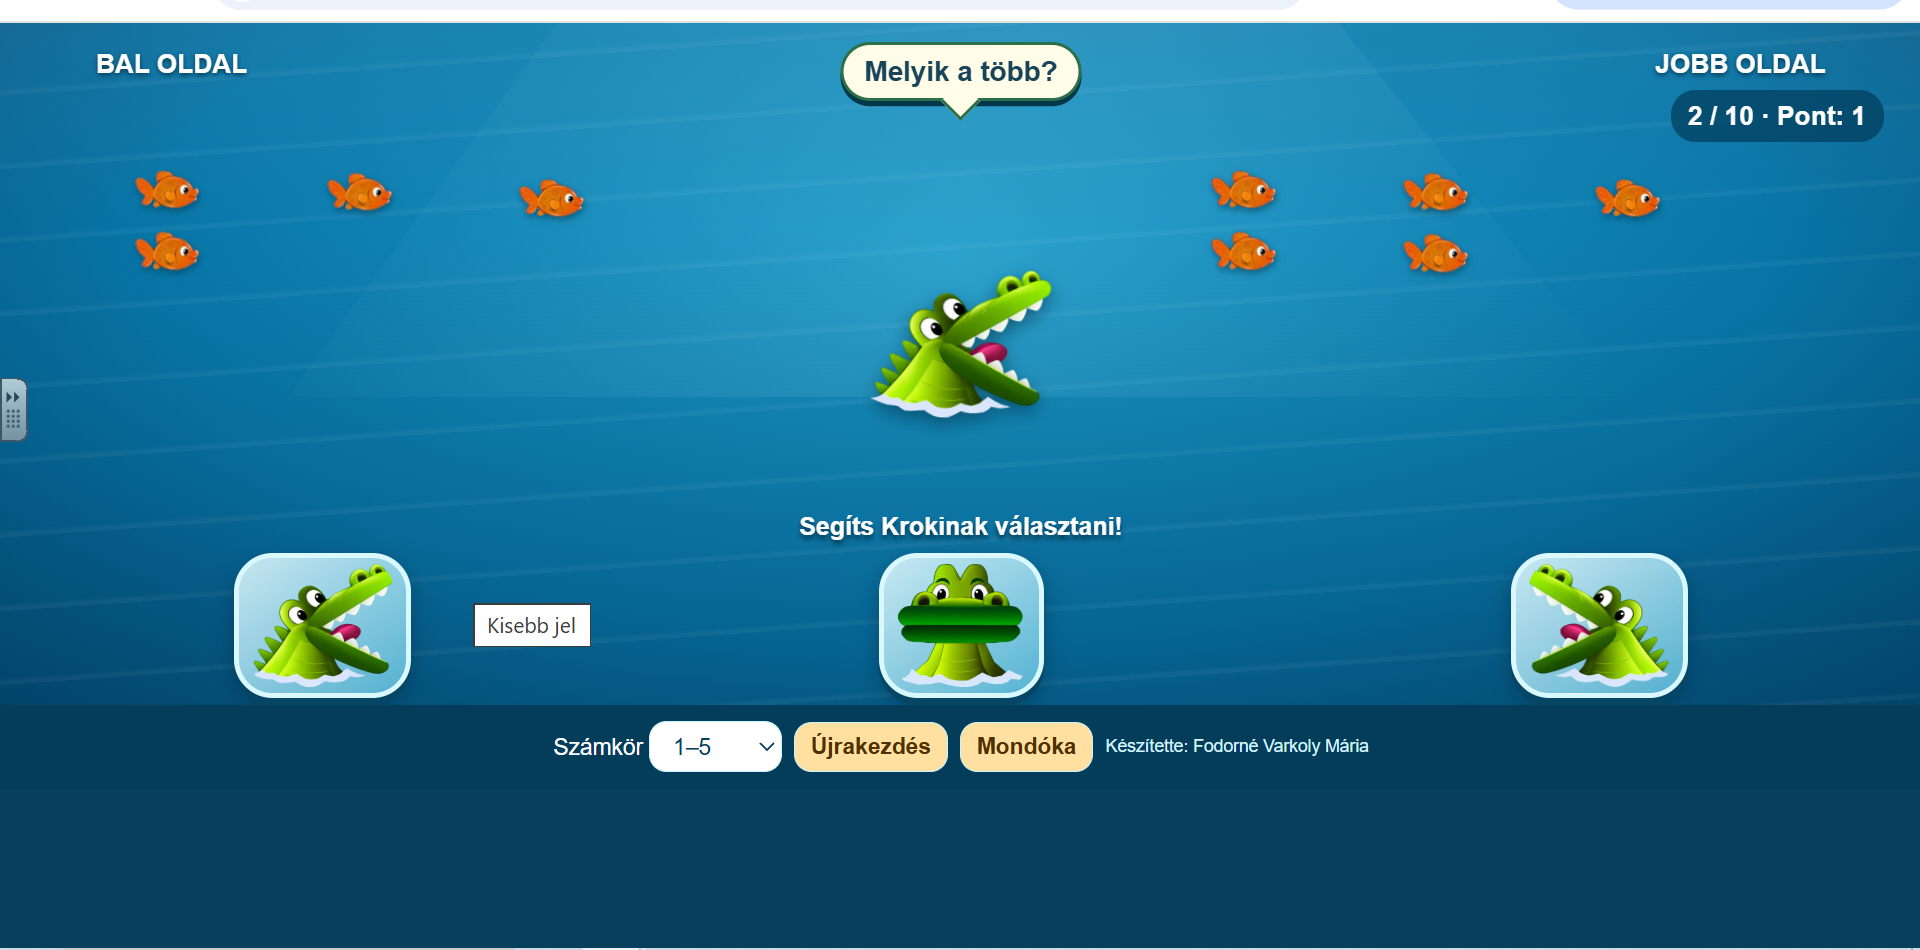 BAL OLDAL
Melyik a több?
JOBB OLDAL
2 / 10 · Pont: 1
Segíts Krokinak választani!
Kisebb jel
Számkör 1–5 Újrakezdés Mondóka Készítette: Fodorné Varkoly Mária